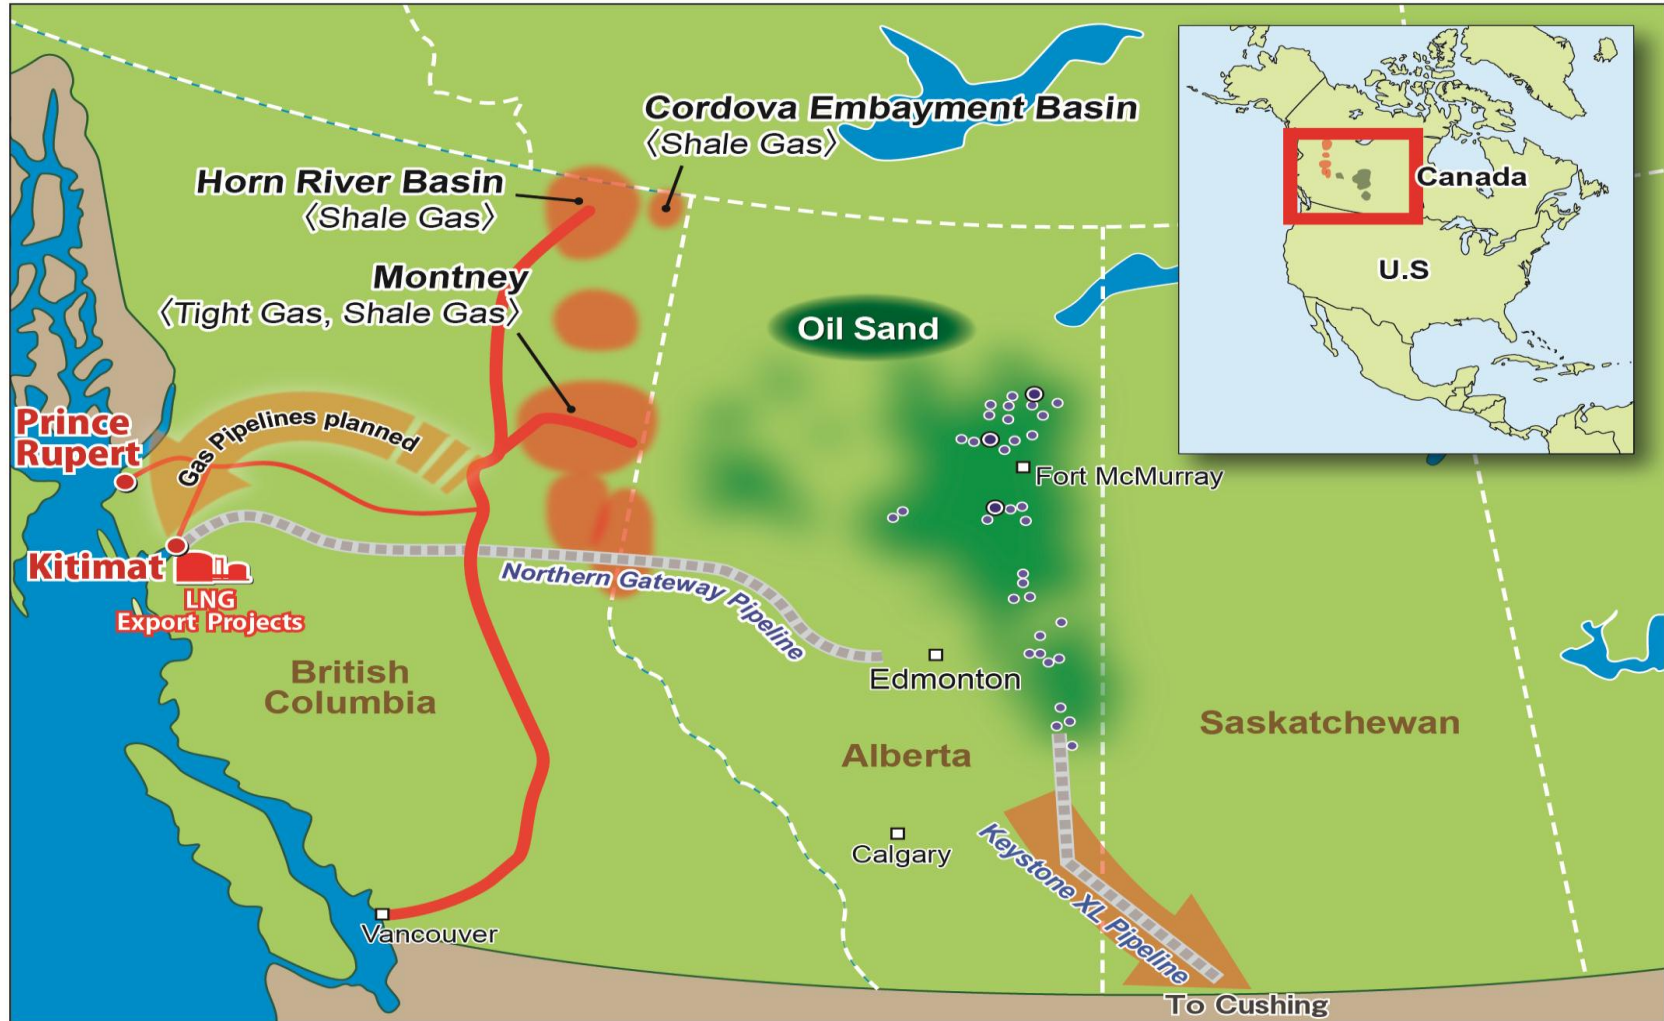 Cordova Embayment Basin
〈Shale Gas〉
Horn River Basin
〈Shale Gas〉
Montney
〈Tight Gas, Shale Gas〉
Canada
U.S
Oil Sand
Prince
Rupert
Gas Pipelines planned
Fort McMurray
Kitimat
LNG
Export Projects
Northern Gateway Pipeline
British
Columbia
Edmonton
Alberta
Saskatchewan
Calgary
Keystone XL Pipeline
Vancouver
To Cushing